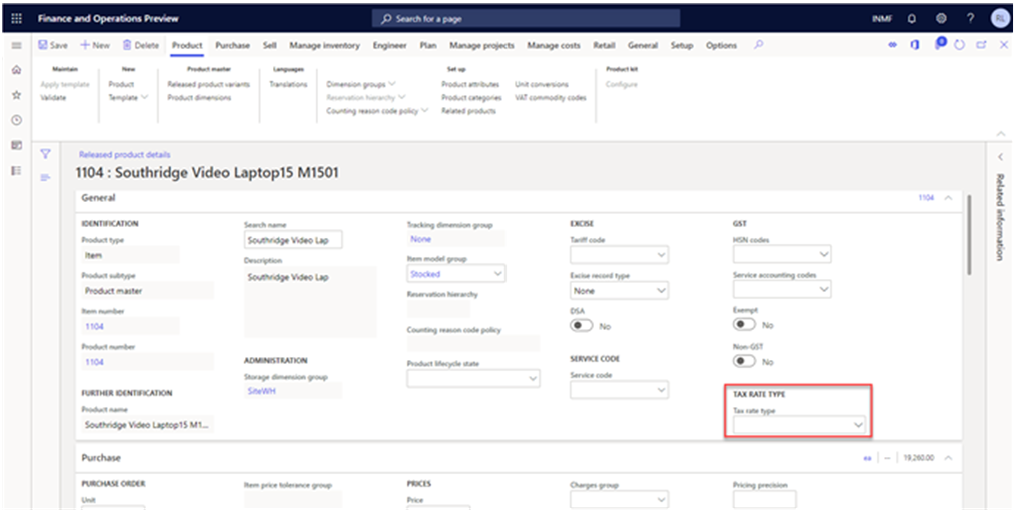 Finance and Operations Preview
Search for a page
INMF
?
RL
Save
New
Delete
Product
Purchase
Sell
Manage inventory
Engineer
Plan
Manage projects
Manage costs
Retail
General
Setup
Options
0
Maintain
Apply template
Validate
New
Product
Template
Product master
Released product variants
Product dimensions
Languages
Translations
Dimension groups
Reservation hierarchy
Counting reason code policy
Set up
Product attributes
Product categories
Related products
Unit conversions
VAT commodity codes
Product kit
Configure
Released product details
1104 : Southridge Video Laptop15 M1501
Related information
General
1104
IDENTIFICATION
Product type
Item
Product subtype
Product master
Item number
1104
Product number
1104
FURTHER IDENTIFICATION
Product name
Southridge Video Laptop15 M1...
Search name
Southridge Video Lap
Description
Southridge Video Lap
ADMINISTRATION
Storage dimension group
SiteWH
Tracking dimension group
None
Item model group
Stocked
Reservation hierarchy
Counting reason code policy
Product lifecycle state
EXCISE
Tariff code
Excise record type
None
DSA
No
SERVICE CODE
Service code
GST
HSN codes
Service accounting codes
Exempt
No
Non-GST
No
TAX RATE TYPE
Tax rate type
Purchase
ea
--
19,260.00
PURCHASE ORDER
Unit
Item price tolerance group
PRICES
Price
Charges group
Pricing precision